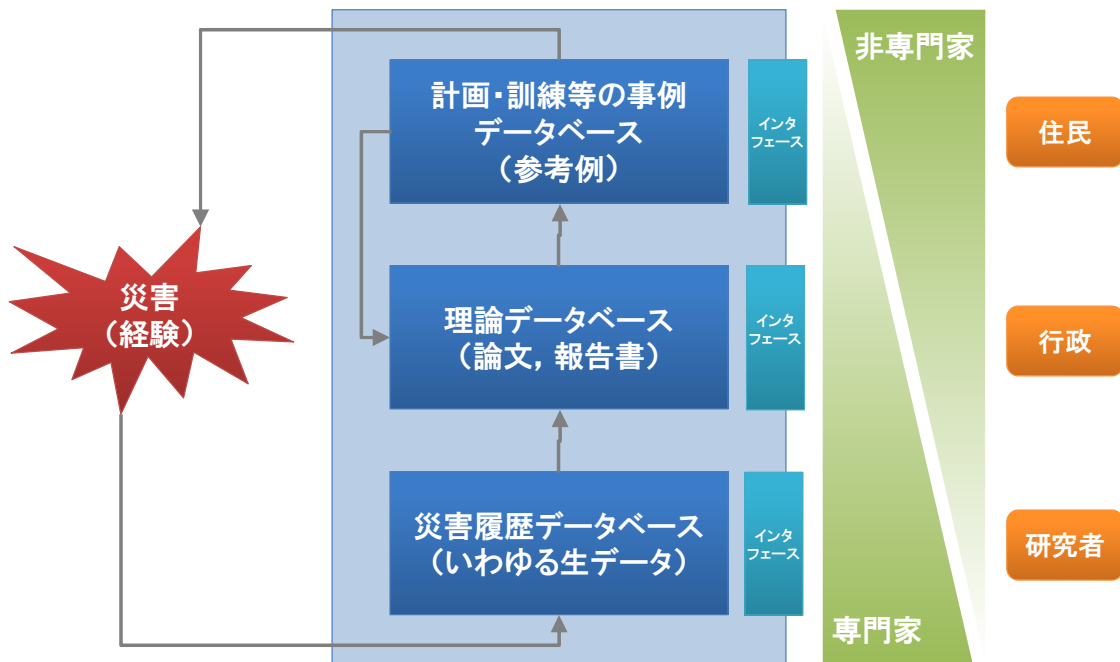 計画・訓練等の事例
データベース
（参考例）
インタ
フェース
非専門家
住民
災害
（経験）
理論データベース
（論文，報告書）
インタ
フェース
行政
災害履歴データベース
（いわゆる生データ）
インタ
フェース
専門家
研究者